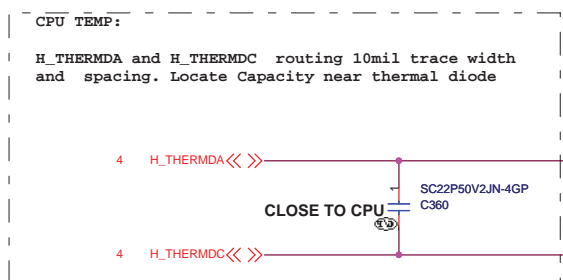 CPU TEMP:
H_THERMDA and H_THERMDC routing 10mil trace width
and spacing. Locate Capacity near thermal diode
4 H_THERMDA
1
SC22P50V2JN-4GP
CLOSE TO CPU C360
4 H_THERMDC